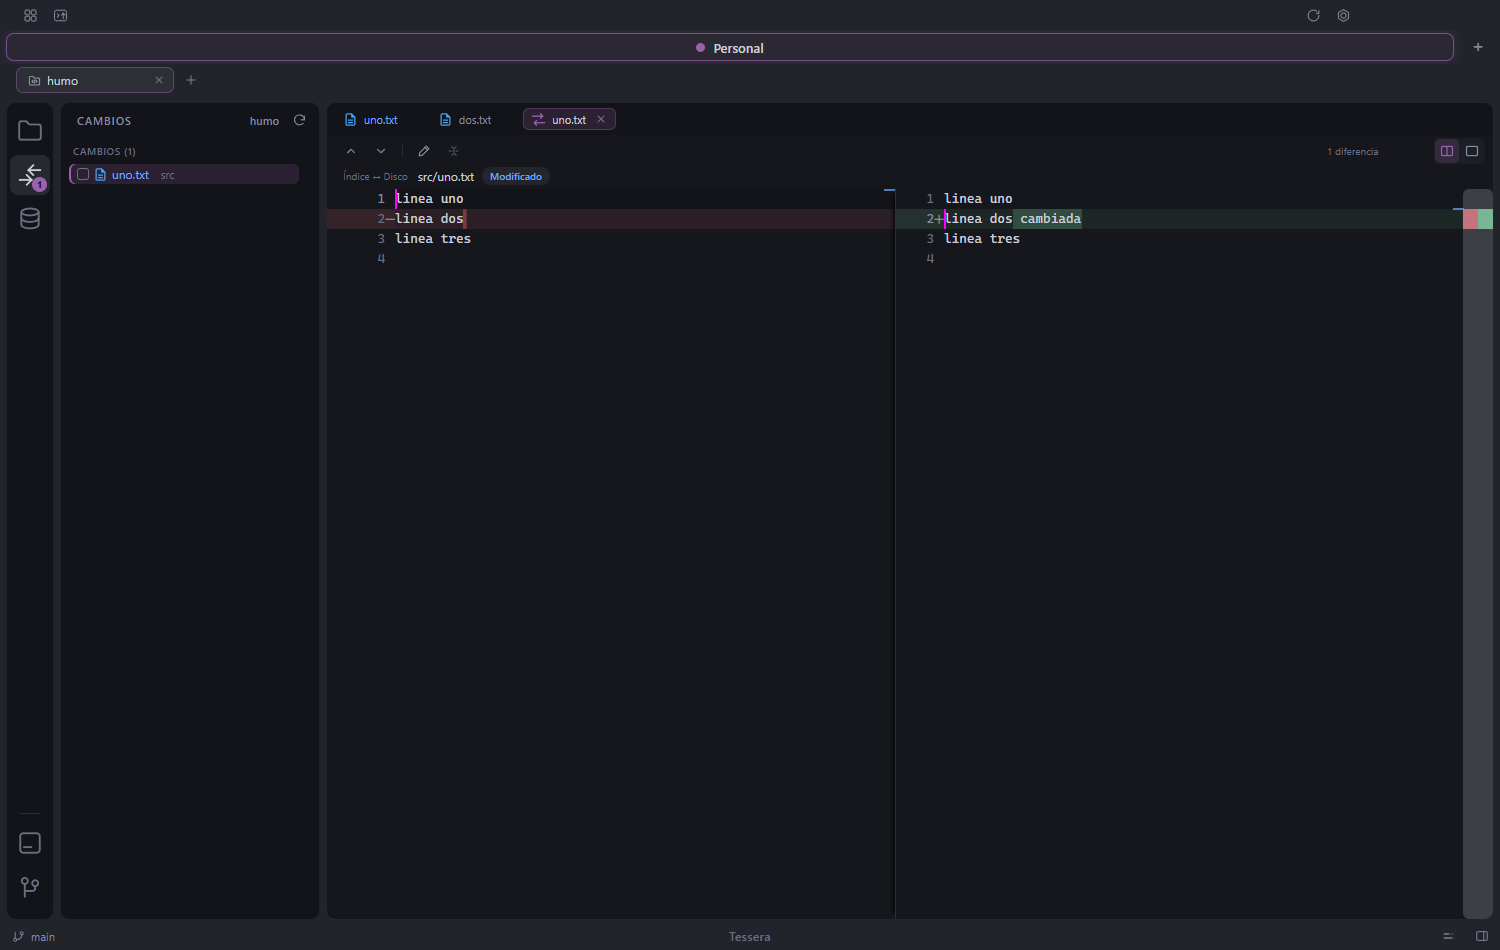 Personal
humo
CAMBIOS humo
CAMBIOS (1)
uno.txt src
1
uno.txt dos.txt uno.txt
1 diferencia
Índice ↔ Disco src/uno.txt Modificado
1 linea uno
2—linea dos
3 linea tres
4
1 linea uno
2+linea dos cambiada
3 linea tres
4
main Tessera